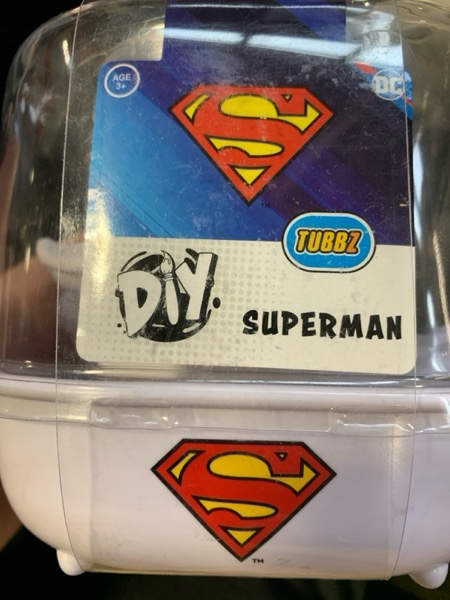 AGE
3+
DC
S
TUBBZ
DIY
SUPERMAN
S
TM